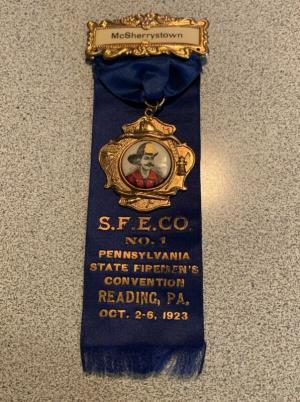 McSherrystown
S.F.E.CO.
NO. 1
PENNSYLVANIA
STATE FIREMEN'S
CONVENTION
READING, PA.
OCT. 2-6, 1923